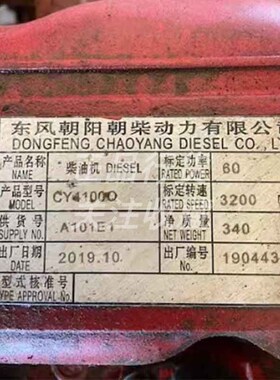 东风朝阳朝柴动力有限公
DONGFENG CHAOYANG DIESEL CO., L
产品名称 柴油机 DIESEL 标定功率 60
NAME RATED POWER
产品型号 CY4100Q 标定转速 3200
MODEL RATED SPEED
供货号 A101E1 净质量 340
SUPPLY No. NET WEIGHT
出厂日期 2019.10. 出厂编号 190443
DATE SERIAL No.
型式核准号
TYPE APPROVAL-No